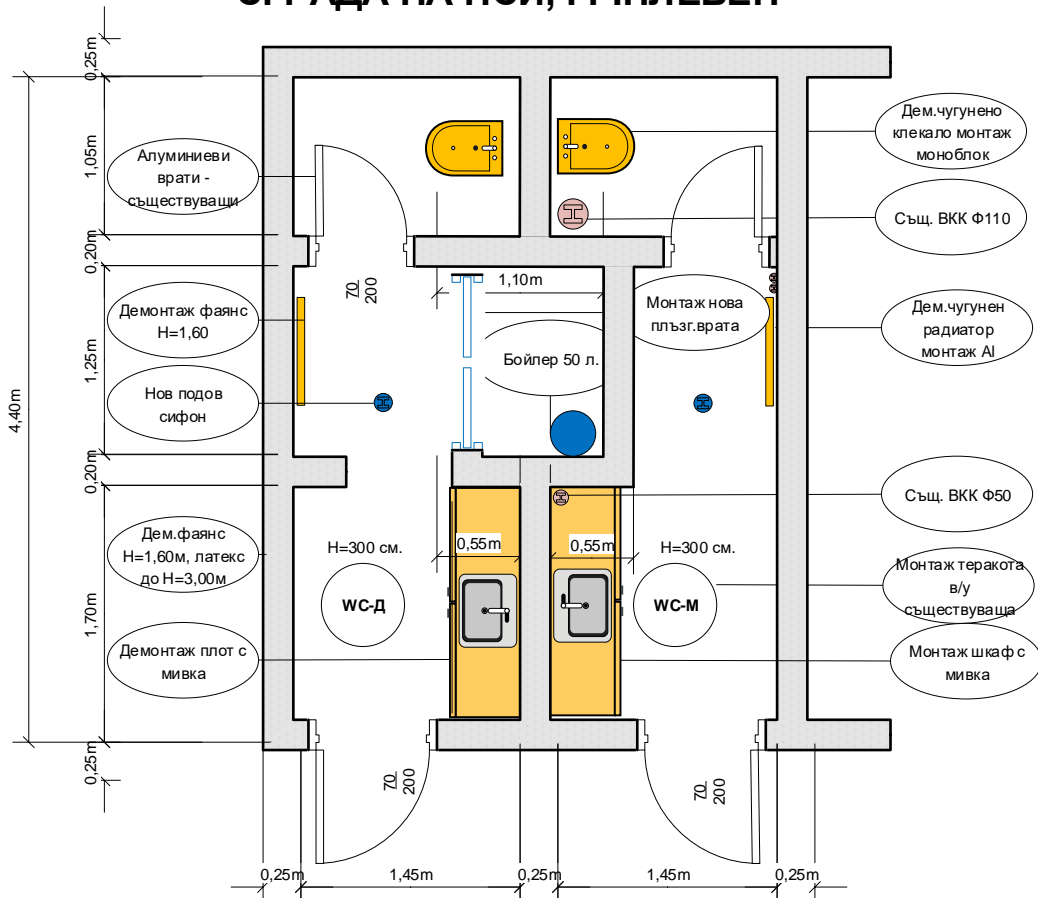 0,25m
1,05m
0,20m
1,25m
0,20m
1,70m
0,25m
4,40m
Алуминиеви
врати -
съществуващи
Демонтаж фаянс
H=1,60
Нов подов
сифон
Дем.фаянс
H=1,60м, латекс
до H=3,00м
Демонтаж плот с
мивка
70
200
1,10m
Бойлер 50 л.
Монтаж нова
плъзг.врата
H=300 см.
0,55m
0,55m
H=300 см.
WC-Д
WC-М
Дем.чугунено
клекало монтаж
моноблок
Същ. ВКК Ф110
Дем.чугунен
радиатор
монтаж Al
Същ. ВКК Ф50
Монтаж теракота
в/у
съществуваща
Монтаж шкаф с
мивка
70
200
70
200
0,25m
1,45m
0,25m
1,45m
0,25m